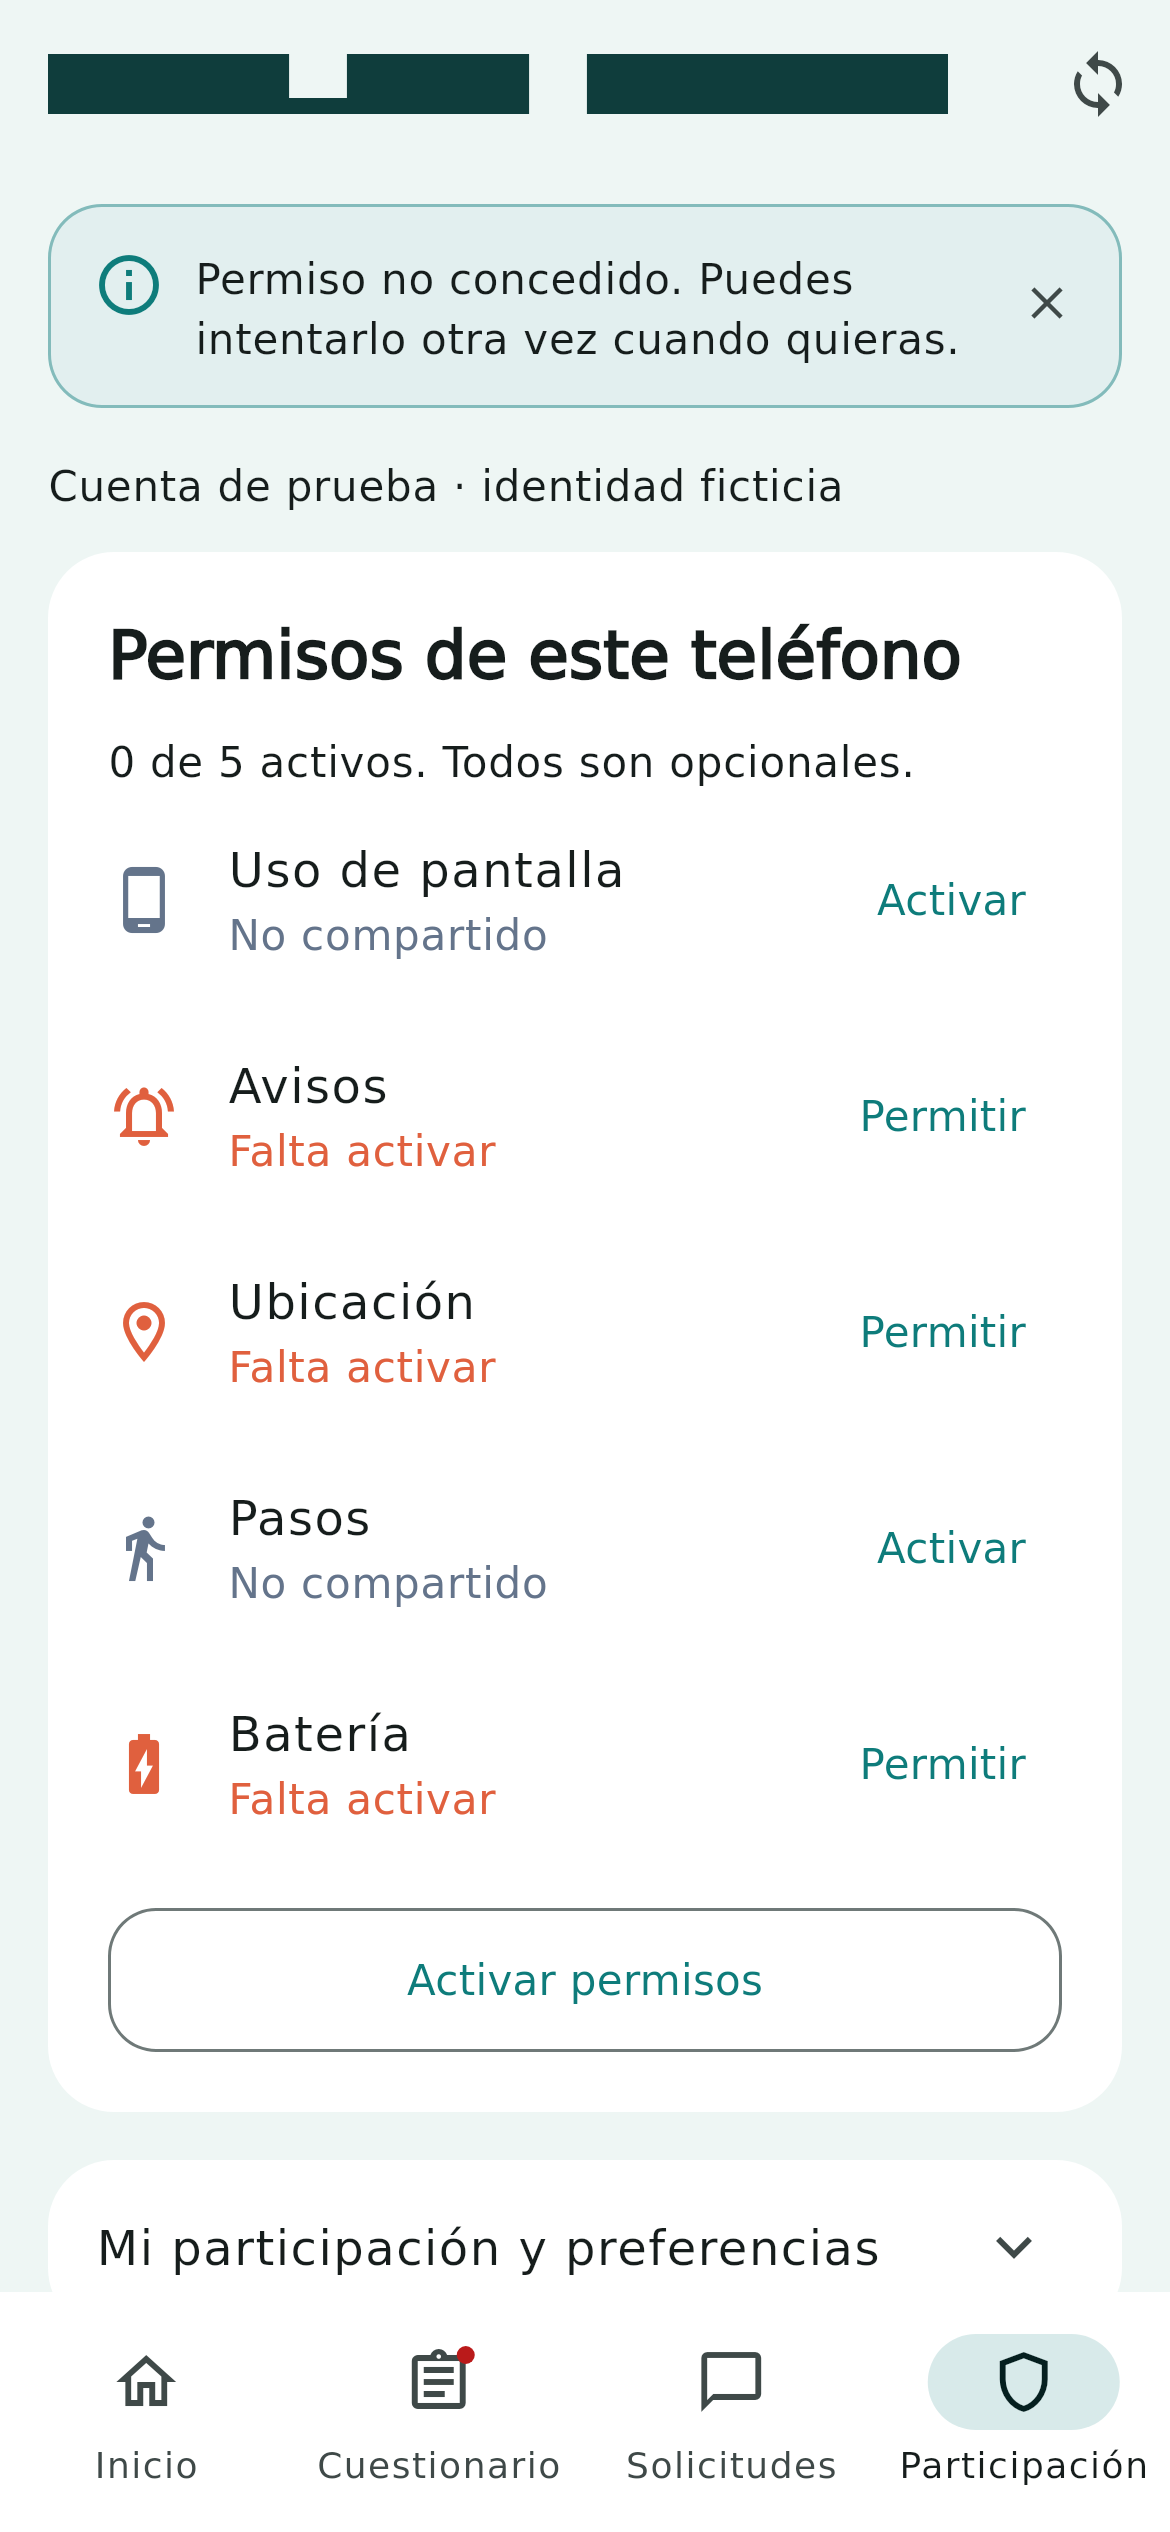 Permiso no concedido. Puedes
intentarlo otra vez cuando quieras.
Cuenta de prueba · identidad ficticia
Permisos de este teléfono
0 de 5 activos. Todos son opcionales.
Uso de pantalla
No compartido
Activar
Avisos
Falta activar
Permitir
Ubicación
Falta activar
Permitir
Pasos
No compartido
Activar
Batería
Falta activar
Permitir
Activar permisos
Mi participación y preferencias
Inicio
Cuestionario
Solicitudes
Participación